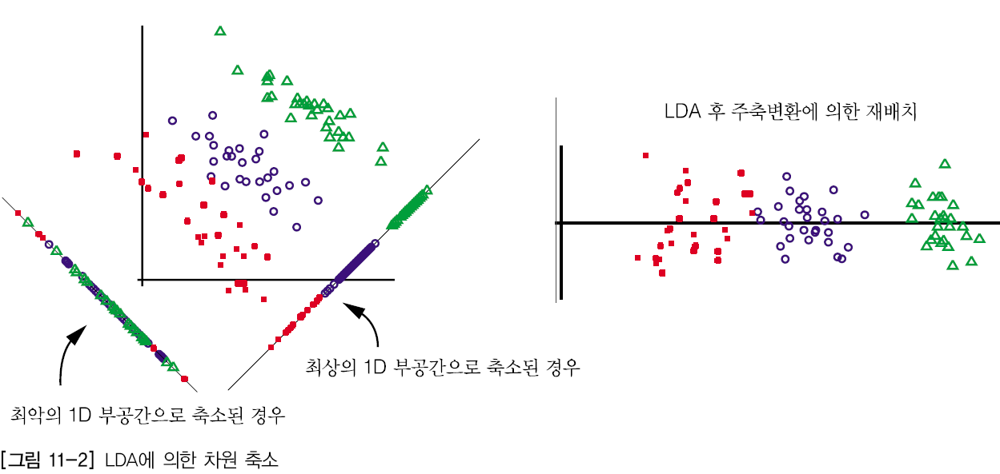 LDA 후 주축변환에 의한 재배치
최상의 1D 부공간으로 축소된 경우
최악의 1D 부공간으로 축소된 경우
[그림 11-2] LDA에 의한 차원 축소